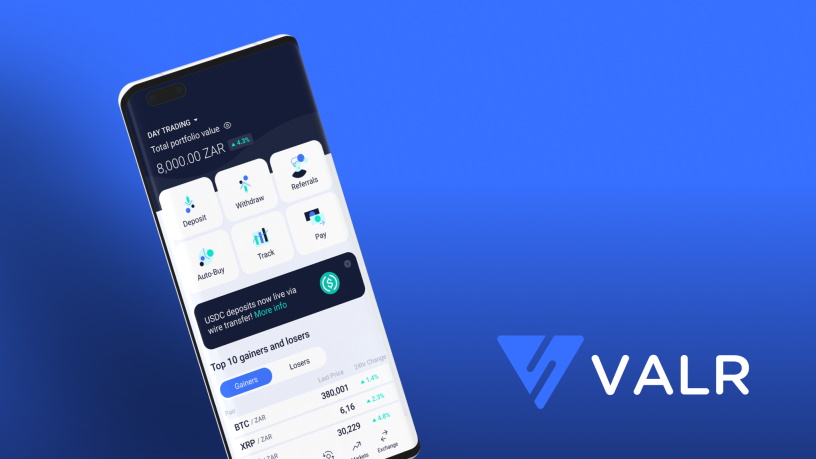 DAY TRADING
Total portfolio value
8,000.00 ZAR 4.3%
Deposit
Withdraw
Referrals
Auto-Buy
Track
Pay
USDC deposits now live via
wire transfer! More info
Top 10 gainers and losers
Gainers
Losers
Pair Last Price 24hr Change
BTC / ZAR 380,001 1.4%
XRP / ZAR 6,16 2.3%
/ ZAR 30,229 4.8%
Markets
Exchange
VALR